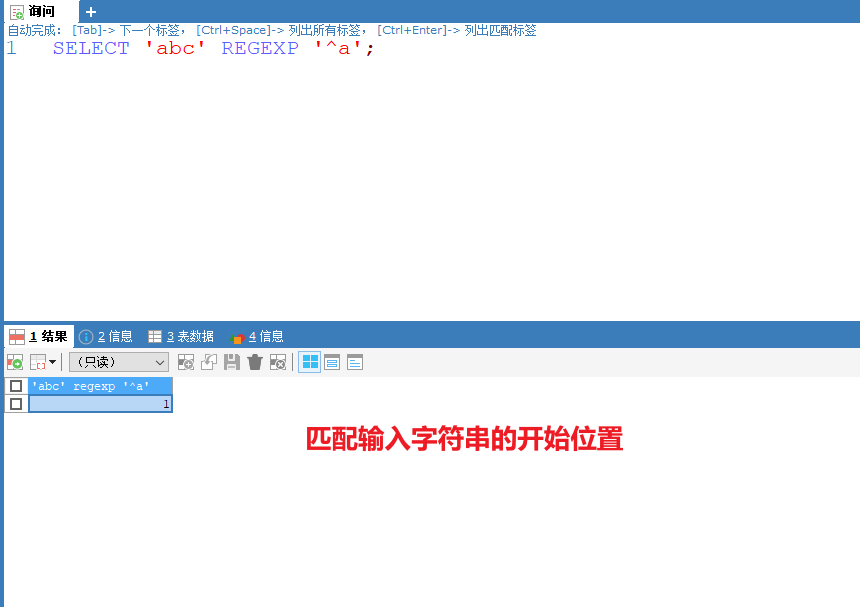 询问
自动完成： [Tab]-> 下一个标签， [Ctrl+Space]-> 列出所有标签， [Ctrl+Enter]-> 列出匹配标签
1 SELECT 'abc' REGEXP '^a';
1 结果 2 信息 3 表数据 4 信息
（只读）
'abc' regexp '^a'
1
匹配输入字符串的开始位置